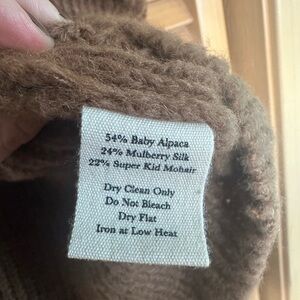 54% Baby Alpaca
24% Mulberry Silk
22% Super Kid Mohair
Dry Clean Only
Do Not Bleach
Dry Flat
Iron at Low Heat